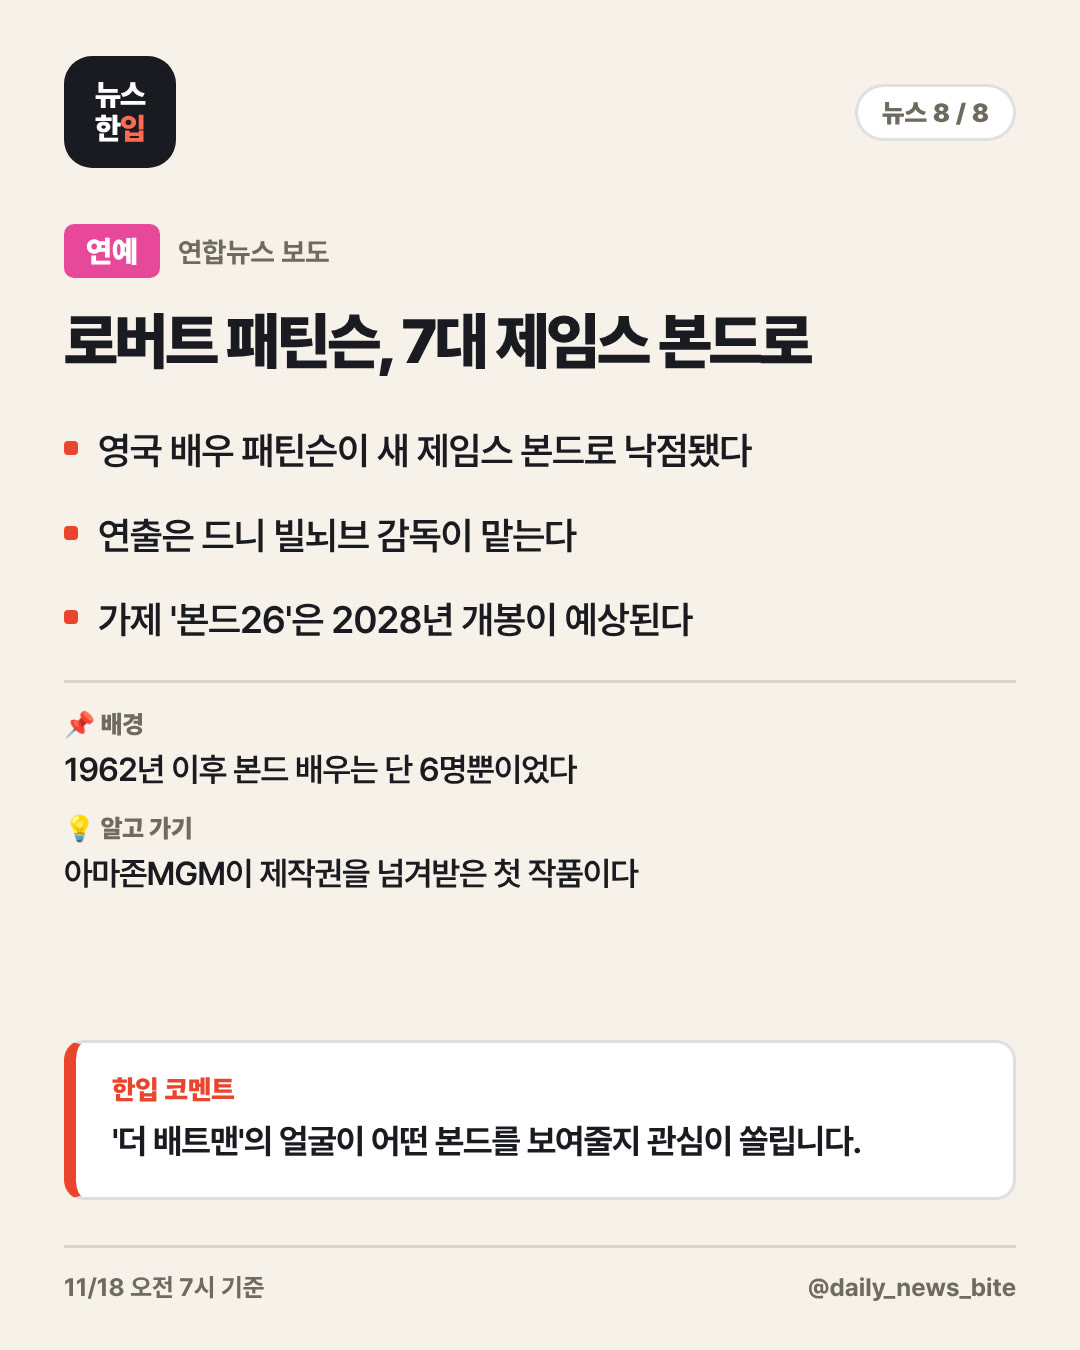 뉴스
한입
뉴스 8 / 8
연예 연합뉴스 보도
로버트 패틴슨, 7대 제임스 본드로
영국 배우 패틴슨이 새 제임스 본드로 낙점됐다
연출은 드니 빌뇌브 감독이 맡는다
가제 '본드26'은 2028년 개봉이 예상된다
📌 배경
1962년 이후 본드 배우는 단 6명뿐이었다
💡 알고 가기
아마존MGM이 제작권을 넘겨받은 첫 작품이다
한입 코멘트
'더 배트맨'의 얼굴이 어떤 본드를 보여줄지 관심이 쏠립니다.
11/18 오전 7시 기준
@daily_news_bite